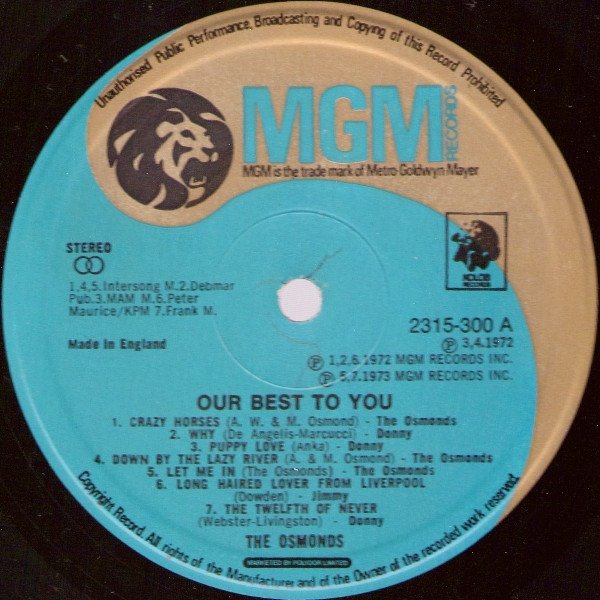 Unauthorised Public Performance, Broadcasting and Copying of this Record Prohibited
MGM
RECORDS
MGM is the trade mark of Metro-Goldwyn Mayer
KOLOB
RECORDS
STEREO
1,4,5.Intersong M.2.Debmar
Pub.3.MAM M.6.Peter
Maurice/KPM 7.Frank M.
Made in England
2315-300 A
℗ 3,4.1972
℗ 1,2,6.1972 MGM RECORDS INC.
℗ 5,7.1973 MGM RECORDS INC.
OUR BEST TO YOU
1. CRAZY HORSES (A. W. & M. Osmond) - The Osmonds
2. WHY (De Angelis-Marcucci) - Donny
3. PUPPY LOVE (Anka) - Donny
4. DOWN BY THE LAZY RIVER (A. & M. Osmond) - The Osmonds
5. LET ME IN (The Osmonds) - The Osmonds
6. LONG HAIRED LOVER FROM LIVERPOOL
(Dowden) - Jimmy
7. THE TWELFTH OF NEVER
(Webster-Livingston) - Donny
THE OSMONDS
MARKETED BY POLYDOR LIMITED
Copyright Record. All rights of the Manufacturer and of the Owner of the recorded work reserved.